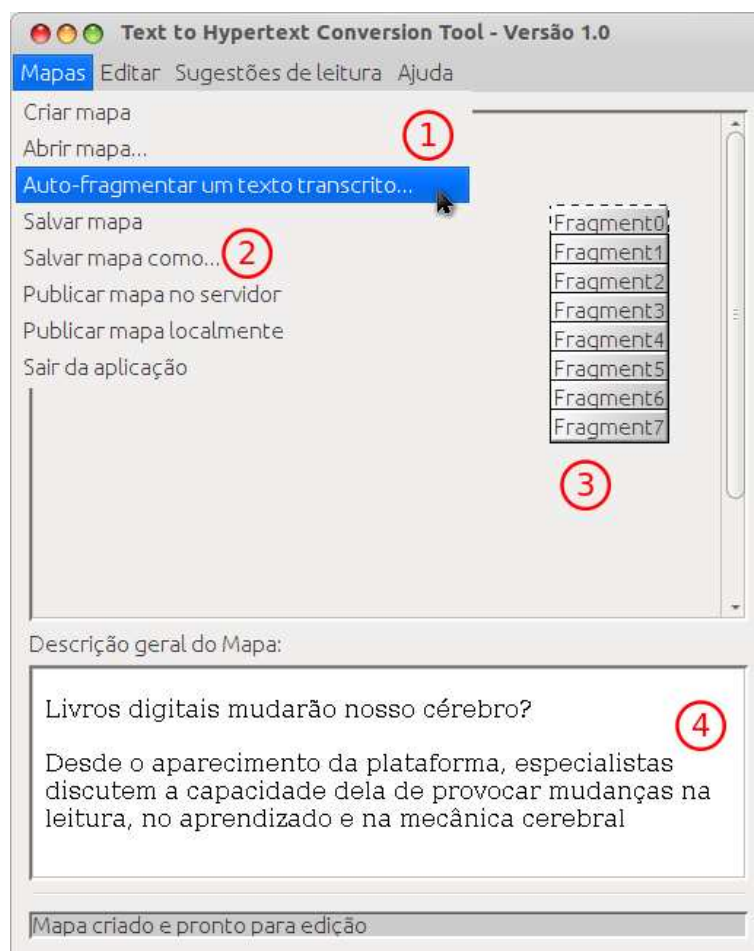 Text to Hypertext Conversion Tool - Versão 1.0
Mapas Editar Sugestões de leitura Ajuda
Criar mapa
1
Abrir mapa...
Auto-fragmentar um texto transcrito...
Salvar mapa
Salvar mapa como...
2
Publicar mapa no servidor
Publicar mapa localmente
Sair da aplicação
Fragment0
Fragment1
Fragment2
Fragment3
Fragment4
Fragment5
Fragment6
Fragment7
3
Descrição geral do Mapa:
Livros digitais mudarão nosso cérebro?
4
Desde o aparecimento da plataforma, especialistas
discutem a capacidade dela de provocar mudanças na
leitura, no aprendizado e na mecânica cerebral
Mapa criado e pronto para edição